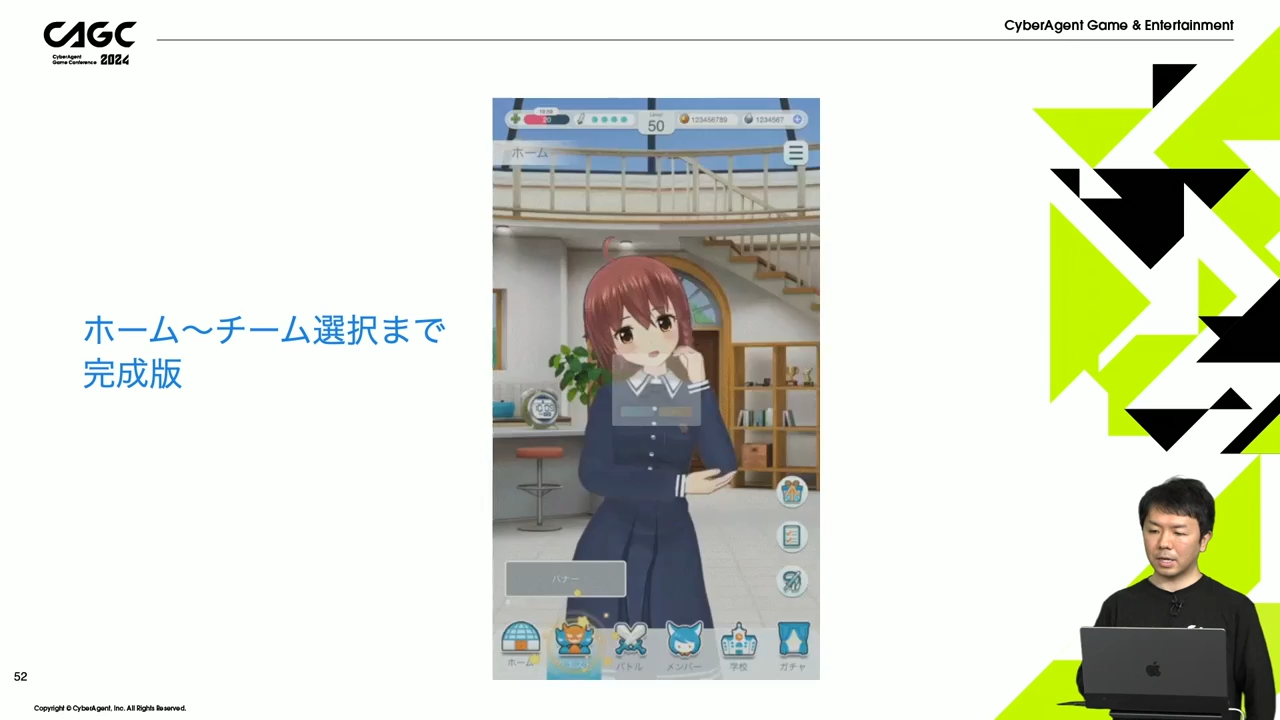 CAGC
CyberAgent
Game Conference 2024
CyberAgent Game & Entertainment
20
Level
50
123456789
1234567
ホーム
ホーム～チーム選択まで
完成版
バナー
ホーム
バトル
メンバー
学校
ガチャ
52
Copyright © CyberAgent, Inc. All Rights Reserved.